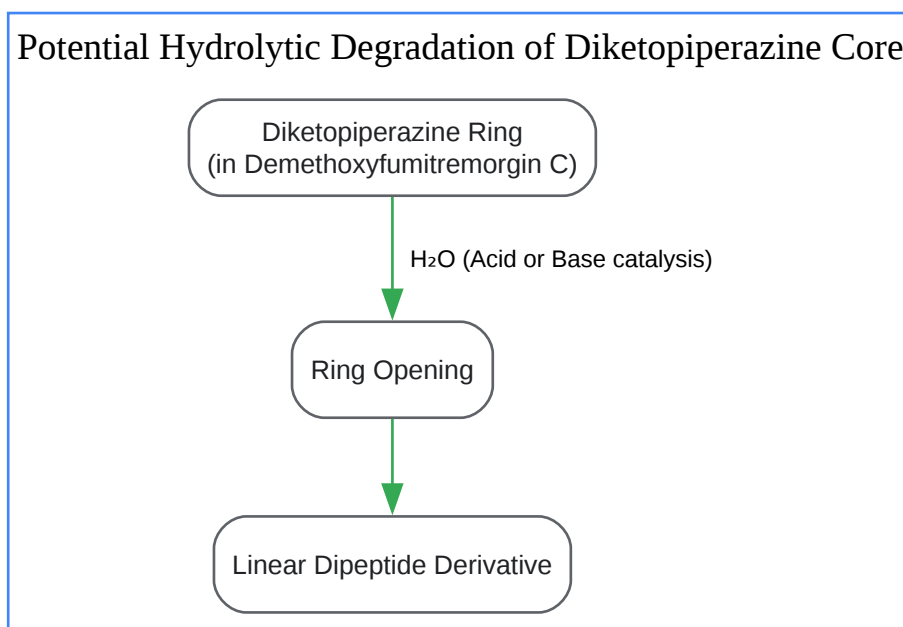 Potential Hydrolytic Degradation of Diketopiperazine Core
Diketopiperazine Ring
(in Demethoxyfumitremorgin C)
H₂O (Acid or Base catalysis)
Ring Opening
Linear Dipeptide Derivative